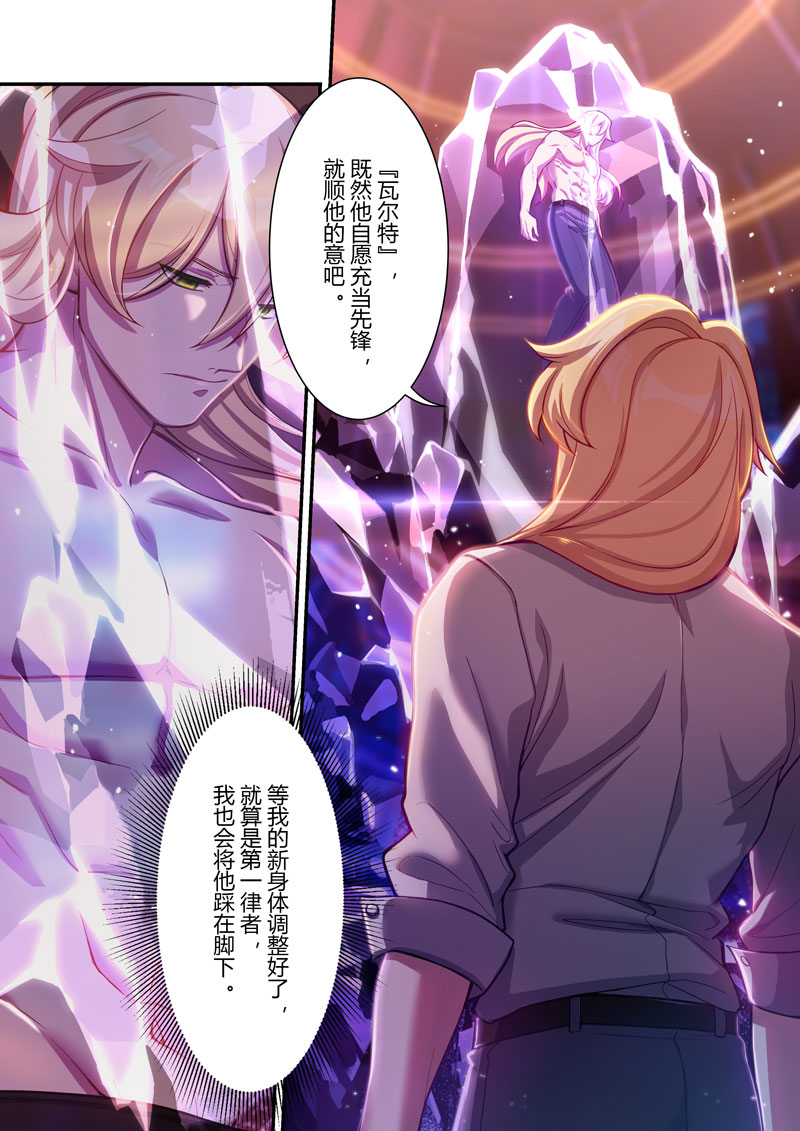 『瓦尔特』，
既然他自愿充当先锋，
就顺他的意吧。
等我的新身体调整好了，
就算是第一律者，
我也会将他踩在脚下。